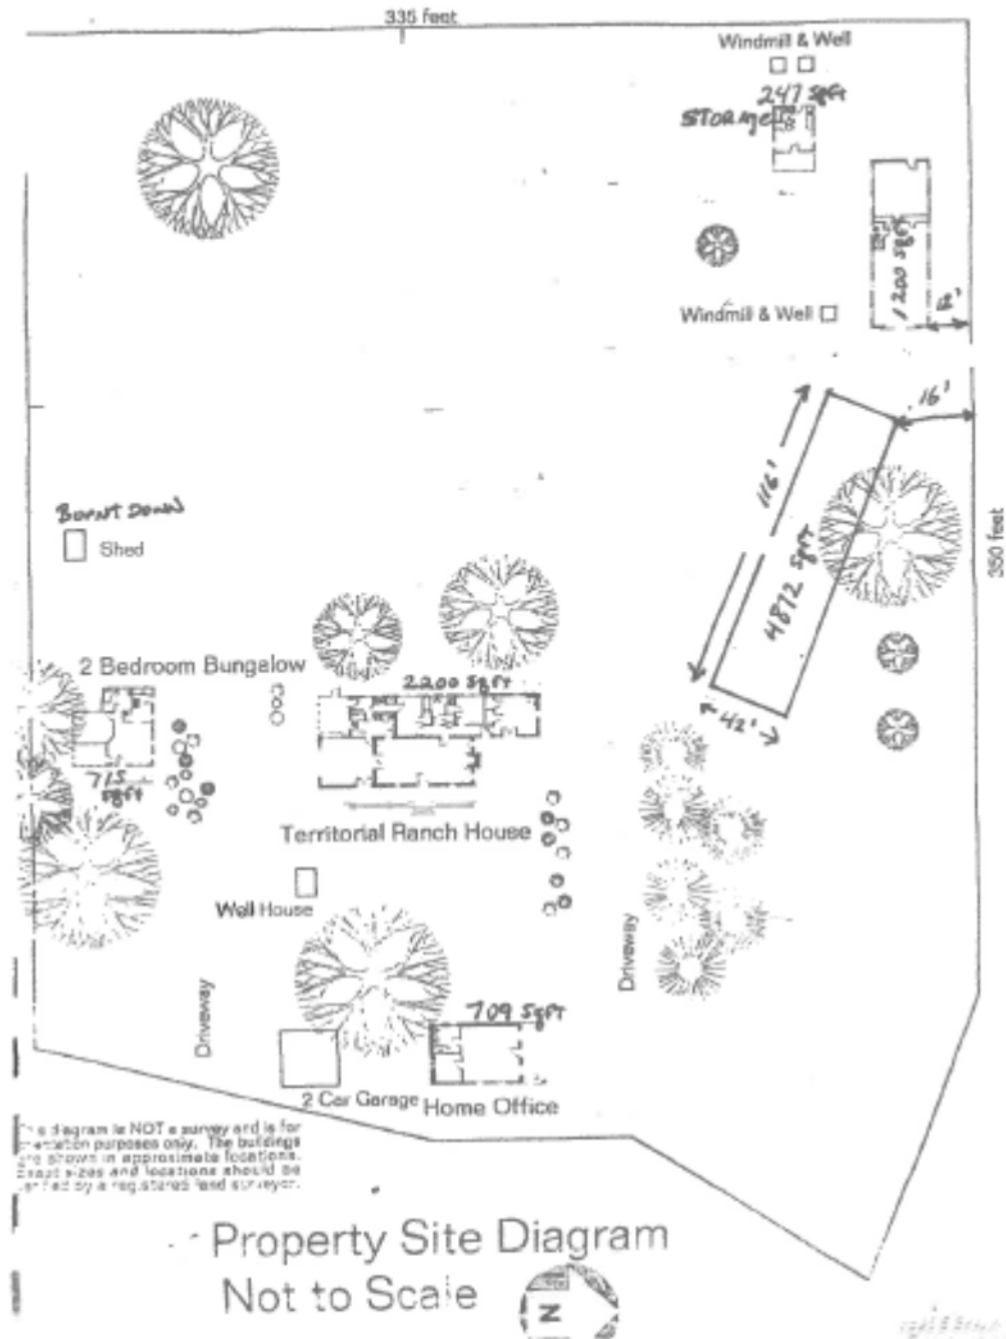 335 feet
Windmill & Well
247 sqft
STORAGE
1200 sqft
Windmill & Well
16'
116'
350 feet
BURNT DOWN
Shed
4872 sqft
2 Bedroom Bungalow
2200 sqft
42'
715
sqft
Territorial Ranch House
Well House
Driveway
Driveway
709 sqft
2 Car Garage
Home Office
diagram is NOT a survey and is for
purposes only. The buildings
are shown in approximate locations.
Exact sizes and locations should be
by a registered land surveyor.
Property Site Diagram
Not to Scale
N